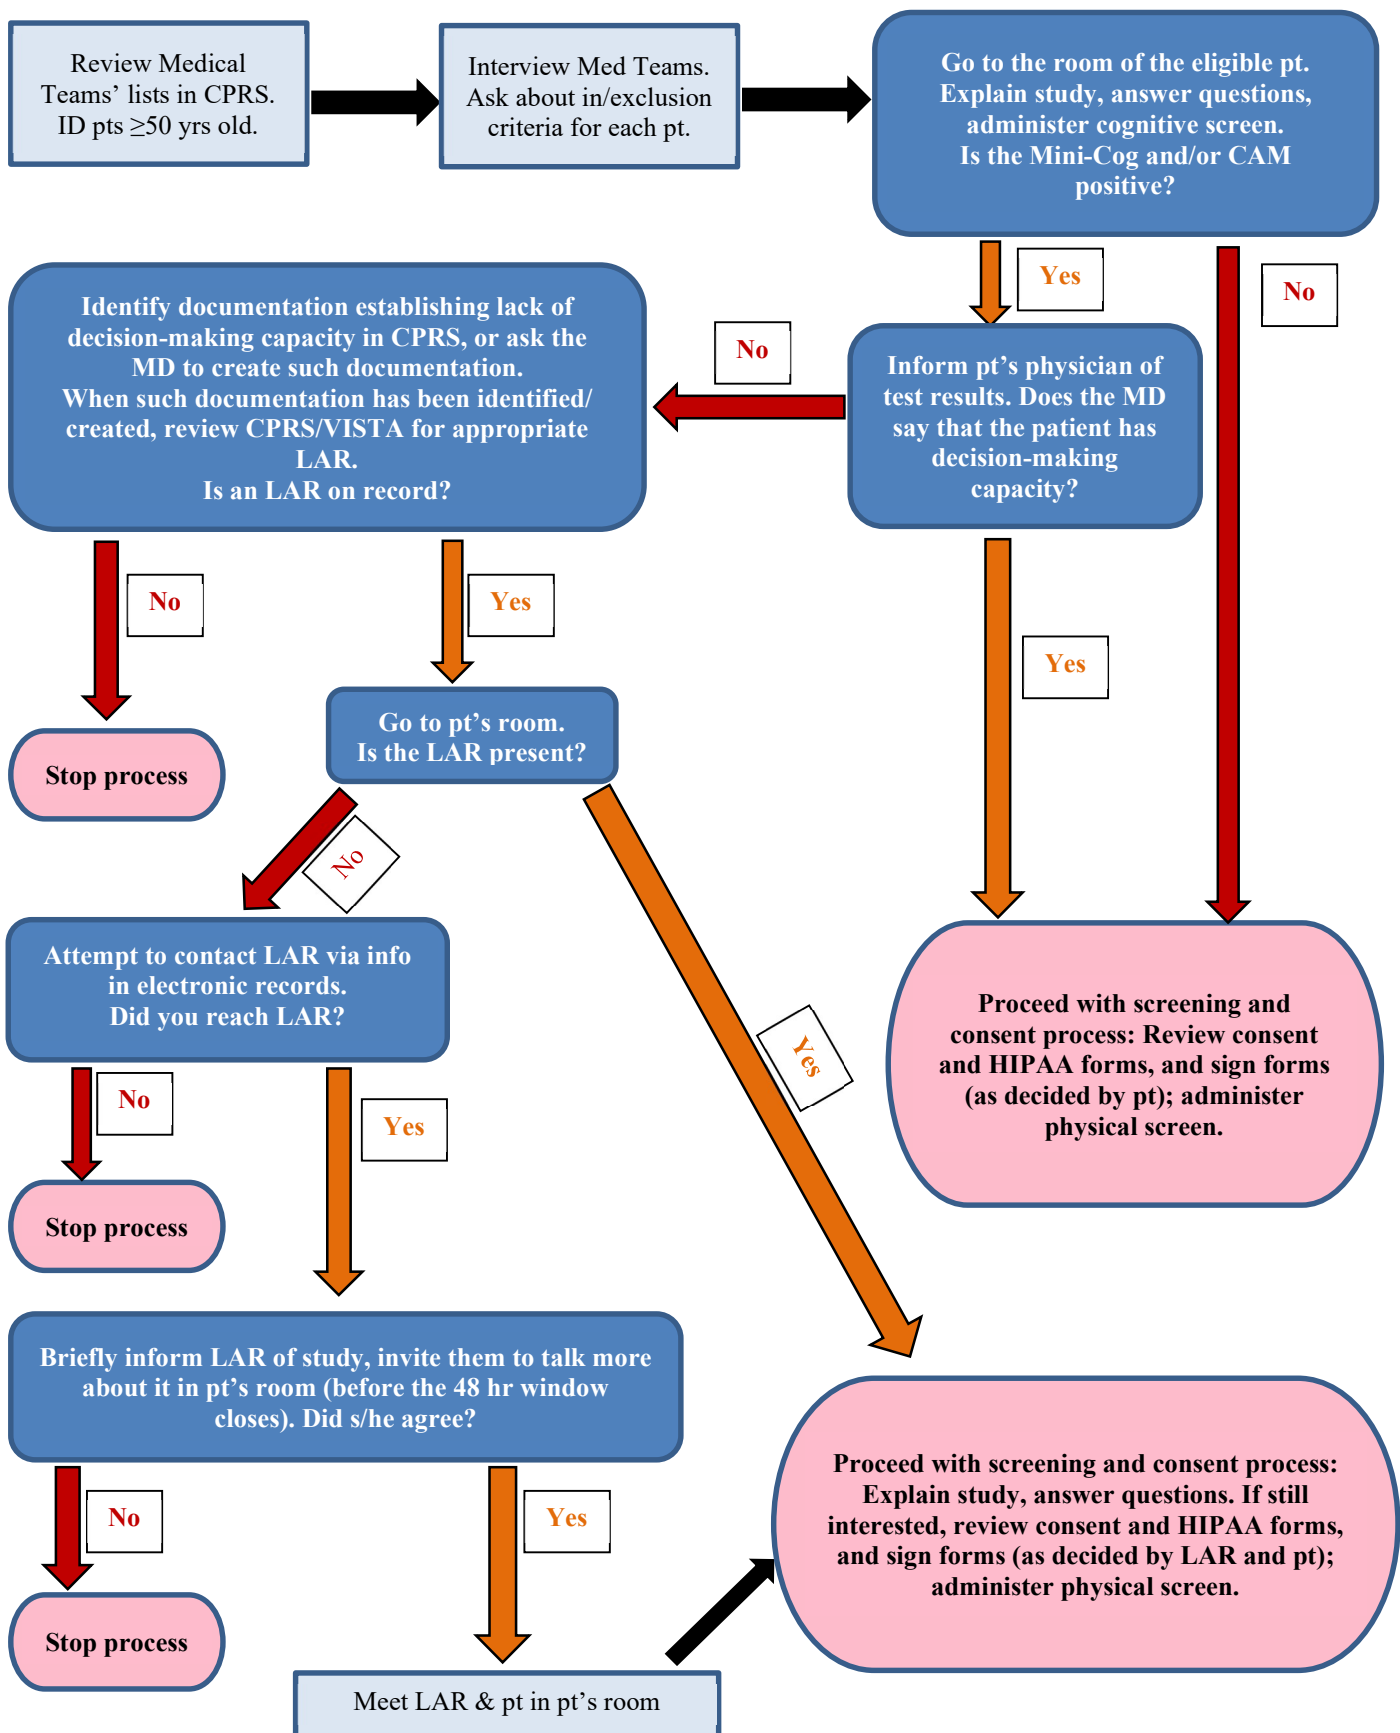 Review Medical
Teams’ lists in CPRS.
ID pts ≥50 yrs old.
Interview Med Teams.
Ask about in/exclusion
criteria for each pt.
Go to the room of the eligible pt.
Explain study, answer questions,
administer cognitive screen.
Is the Mini-Cog and/or CAM
positive?
Yes
No
Inform pt’s physician of
test results. Does the MD
say that the patient has
decision-making
capacity?
No
Yes
Identify documentation establishing lack of
decision-making capacity in CPRS, or ask the
MD to create such documentation.
When such documentation has been identified/
created, review CPRS/VISTA for appropriate
LAR.
Is an LAR on record?
No
Yes
Stop process
Go to pt’s room.
Is the LAR present?
No
Yes
Attempt to contact LAR via info
in electronic records.
Did you reach LAR?
No
Yes
Stop process
Proceed with screening and
consent process: Review consent
and HIPAA forms, and sign forms
(as decided by pt); administer
physical screen.
Briefly inform LAR of study, invite them to talk more
about it in pt’s room (before the 48 hr window
closes). Did s/he agree?
No
Yes
Stop process
Meet LAR & pt in pt’s room
Proceed with screening and consent process:
Explain study, answer questions. If still
interested, review consent and HIPAA forms,
and sign forms (as decided by LAR and pt);
administer physical screen.